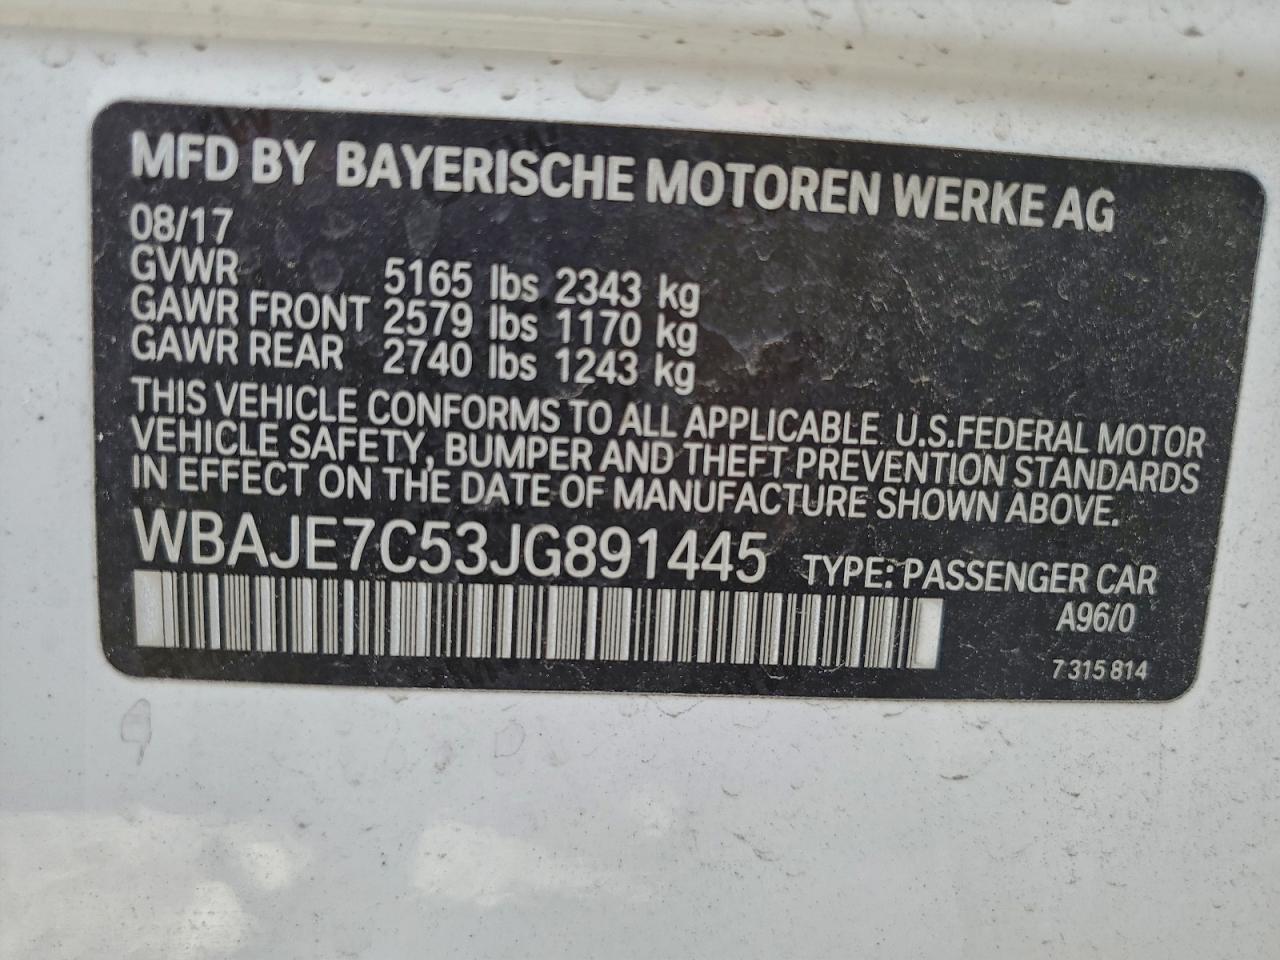 MFD BY BAYERISCHE MOTOREN WERKE AG
08/17
GVWR 5165 lbs 2343 kg
GAWR FRONT 2579 lbs 1170 kg
GAWR REAR 2740 lbs 1243 kg
THIS VEHICLE CONFORMS TO ALL APPLICABLE U.S.FEDERAL MOTOR
VEHICLE SAFETY, BUMPER AND THEFT PREVENTION STANDARDS
IN EFFECT ON THE DATE OF MANUFACTURE SHOWN ABOVE.
WBAJE7C53JG891445 TYPE: PASSENGER CAR
A96/0
7 315 814